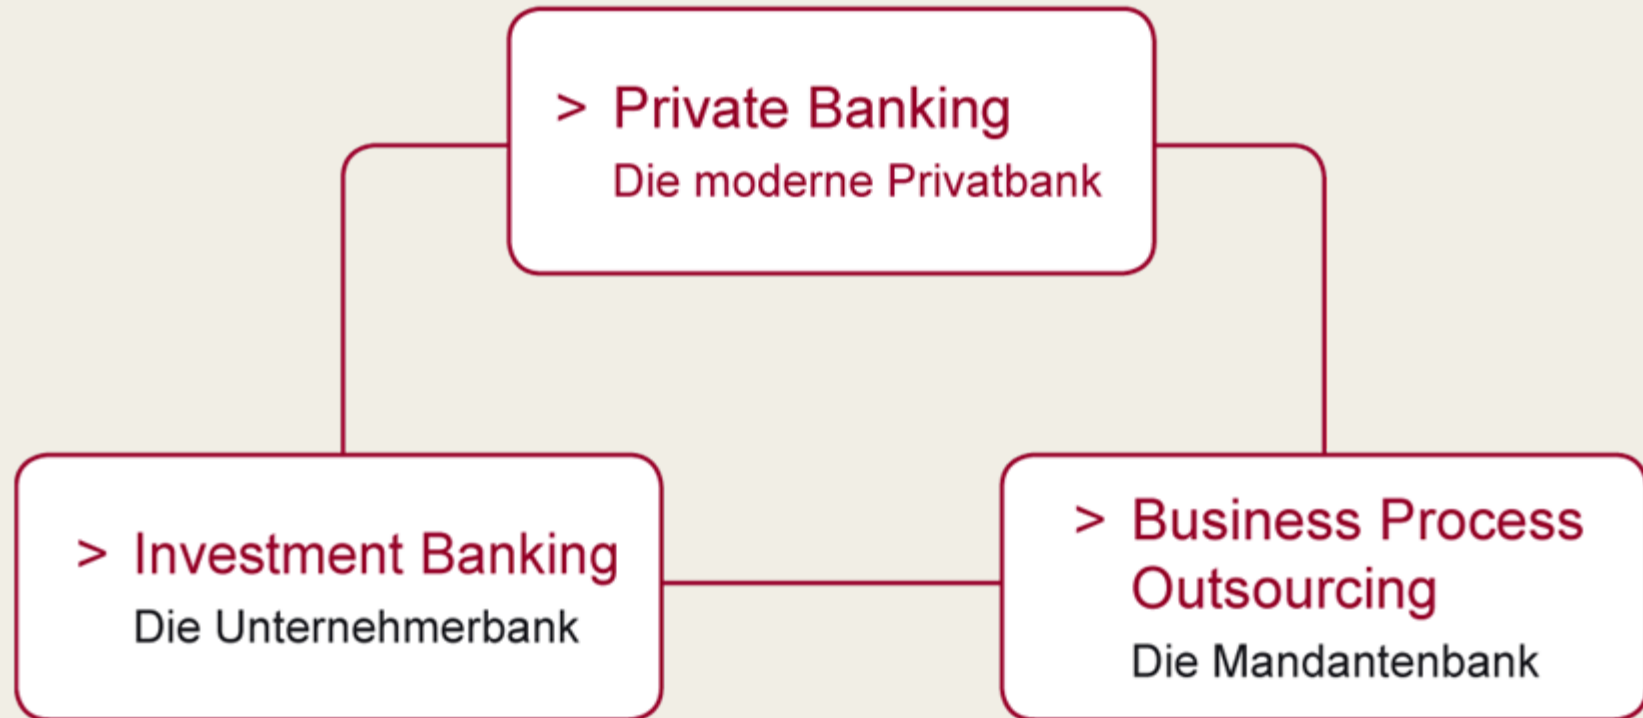 > Private Banking
Die moderne Privatbank
> Investment Banking
Die Unternehmerbank
> Business Process
Outsourcing
Die Mandantenbank